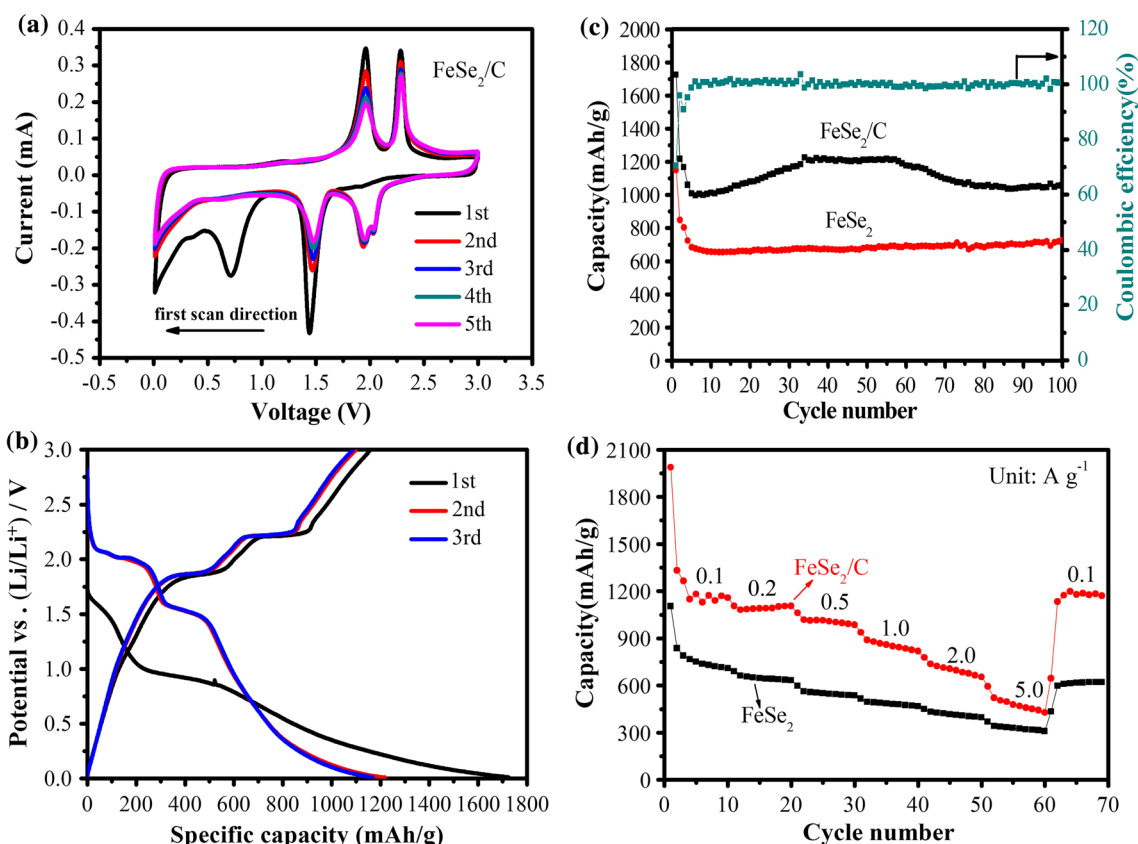 (a)
FeSe2/C
0.4
0.3
0.2
0.1
0.0
-0.1
-0.2
-0.3
-0.4
-0.5
Current (mA)
1st
2nd
3rd
4th
5th
first scan direction
-0.5 0.0 0.5 1.0 1.5 2.0 2.5 3.0 3.5
Voltage (V)
(b)
3.0
2.5
2.0
1.5
1.0
0.5
0.0
Potential vs . (Li/Li+) / V
1st
2nd
3rd
0 200 400 600 800 1000 1200 1400 1600 1800
Specific capacity (mAh/g)
(c)
2000
1800
1600
1400
1200
1000
800
600
400
200
0
Capacity(mAh/g)
FeSe2/C
FeSe2
120
100
80
60
40
20
0
Coulombic effciency(%)
0 10 20 30 40 50 60 70 80 90 100
Cycle number
(d)
2100
1800
1500
1200
900
600
300
0
Capacity(mAh/g)
Unit: A g-1
0.1
0.2
FeSe2/C
0.5
1.0
2.0
5.0
0.1
FeSe2
0 10 20 30 40 50 60 70
Cycle number